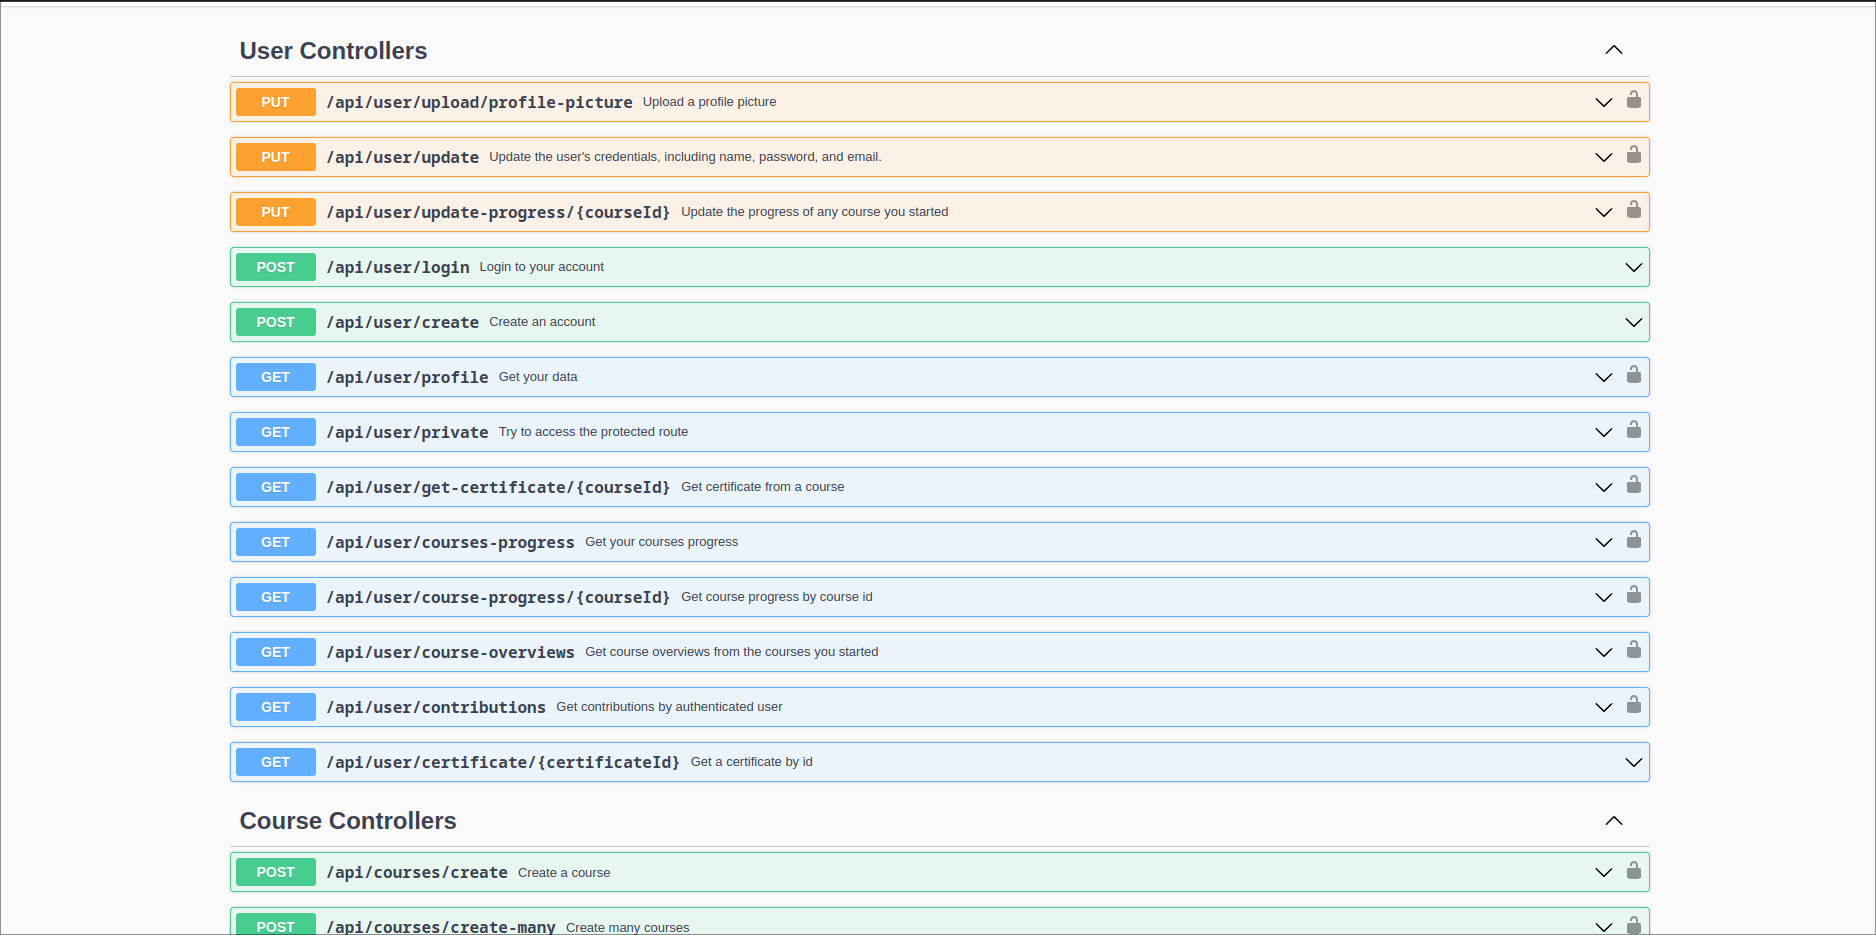 User Controllers
PUT /api/user/upload/profile-picture Upload a profile picture
PUT /api/user/update Update the user's credentials, including name, password, and email.
PUT /api/user/update-progress/{courseId} Update the progress of any course you started
POST /api/user/login Login to your account
POST /api/user/create Create an account
GET /api/user/profile Get your data
GET /api/user/private Try to access the protected route
GET /api/user/get-certificate/{courseId} Get certificate from a course
GET /api/user/courses-progress Get your courses progress
GET /api/user/course-progress/{courseId} Get course progress by course id
GET /api/user/course-overviews Get course overviews from the courses you started
GET /api/user/contributions Get contributions by authenticated user
GET /api/user/certificate/{certificateId} Get a certificate by id
Course Controllers
POST /api/courses/create Create a course
POST /api/courses/create-many Create many courses